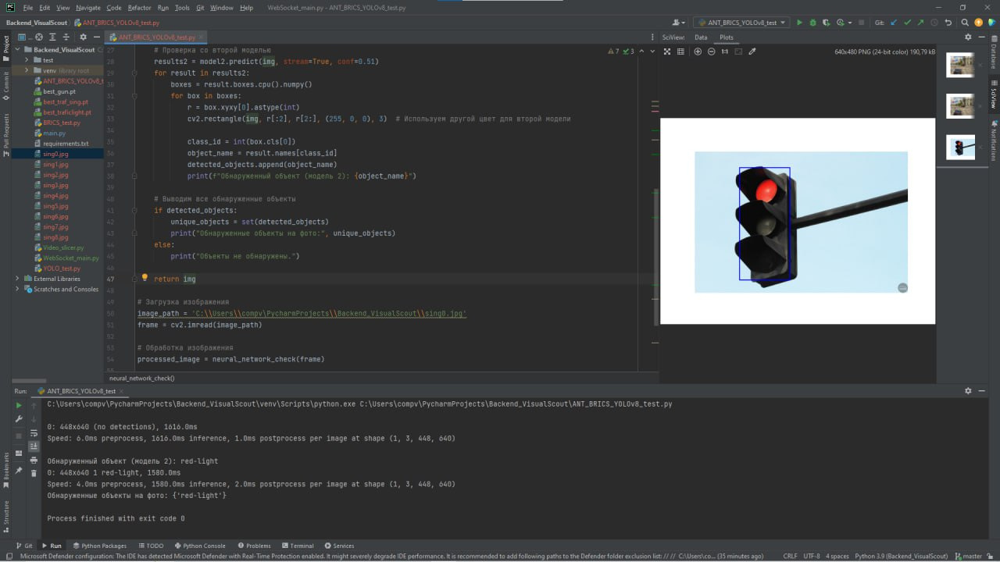 File Edit View Navigate Code Refactor Run Tools Git Window Help WebSocket_main.py - ANT_BRICS_YOLOv8_test.py
Backend_VisualScout ANT_BRICS_YOLOv8_test.py
ANT_BRICS_YOLOv8_test
Git:
Project
Commit
Pull Requests
Bookmarks
Structure
Backend_VisualScout
test
venv library root
ANT_BRICS_YOLOv8_t
best_gun.pt
best_traf_sing.pt
best_traficlight.pt
BRICS_test.py
main.py
requirements.txt
sing0.jpg
sing1.jpg
sing2.jpg
sing3.jpg
sing4.jpg
sing5.jpg
sing6.jpg
sing7.jpg
sing8.jpg
Video_slicer.py
WebSocket_main.py
YOLO_test.py
External Libraries
Scratches and Consoles
ANT_BRICS_YOLOv8_test.py
7 3
27 # Проверка со второй моделью
28 results2 = model2.predict(img, stream=True, conf=0.51)
29 for result in results2:
30 boxes = result.boxes.cpu().numpy()
31 for box in boxes:
32 r = box.xyxy[0].astype(int)
33 cv2.rectangle(img, r[:2], r[2:], (255, 0, 0), 3) # Используем другой цвет для второй модели
34
35 class_id = int(box.cls[0])
36 object_name = result.names[class_id]
37 detected_objects.append(object_name)
38 print(f"Обнаруженный объект (модель 2): {object_name}")
39
40 # Выводим все обнаруженные объекты
41 if detected_objects:
42 unique_objects = set(detected_objects)
43 print("Обнаруженные объекты на фото:", unique_objects)
44 else:
45 print("Объекты не обнаружены.")
46
47 return img
48
49 # Загрузка изображения
50 image_path = 'C:\\Users\\compv\\PycharmProjects\\Backend_VisualScout\\sing0.jpg'
51 frame = cv2.imread(image_path)
52
53 # Обработка изображения
54 processed_image = neural_network_check(frame)
55
neural_network_check()
SciView: Data Plots
1:1 640x480 PNG (24-bit color) 190,79 kB
Database
SciView
Notifications
Run: ANT_BRICS_YOLOv8_test
C:\Users\compv\PycharmProjects\Backend_VisualScout\venv\Scripts\python.exe C:\Users\compv\PycharmProjects\Backend_VisualScout\ANT_BRICS_YOLOv8_test.py
0: 448x640 (no detections), 1616.0ms
Speed: 6.0ms preprocess, 1616.0ms inference, 1.0ms postprocess per image at shape (1, 3, 448, 640)
Обнаруженный объект (модель 2): red-light
0: 448x640 1 red-light, 1580.0ms
Speed: 4.0ms preprocess, 1580.0ms inference, 2.0ms postprocess per image at shape (1, 3, 448, 640)
Обнаруженные объекты на фото: {'red-light'}
Process finished with exit code 0
Git Run Python Packages TODO Python Console Problems Terminal Services
Microsoft Defender configuration: The IDE has detected Microsoft Defender with Real-Time Protection enabled. It might severely degrade IDE performance. It is recommended to add following paths to the Defender folder exclusion list: // // C:\Users\co... (35 minutes ago) CRLF UTF-8 4 spaces Python 3.9 (Backend_VisualScout) master